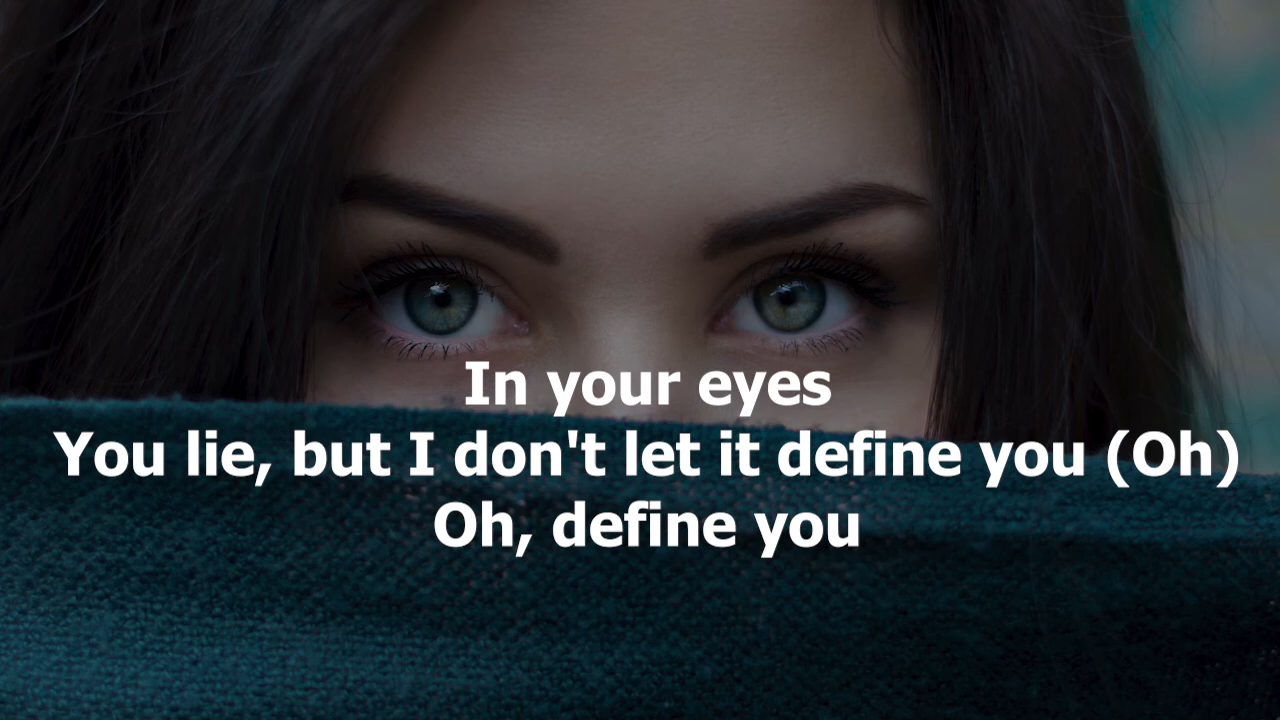 In your eyes
You lie, but I don't let it define you (Oh)
Oh, define you